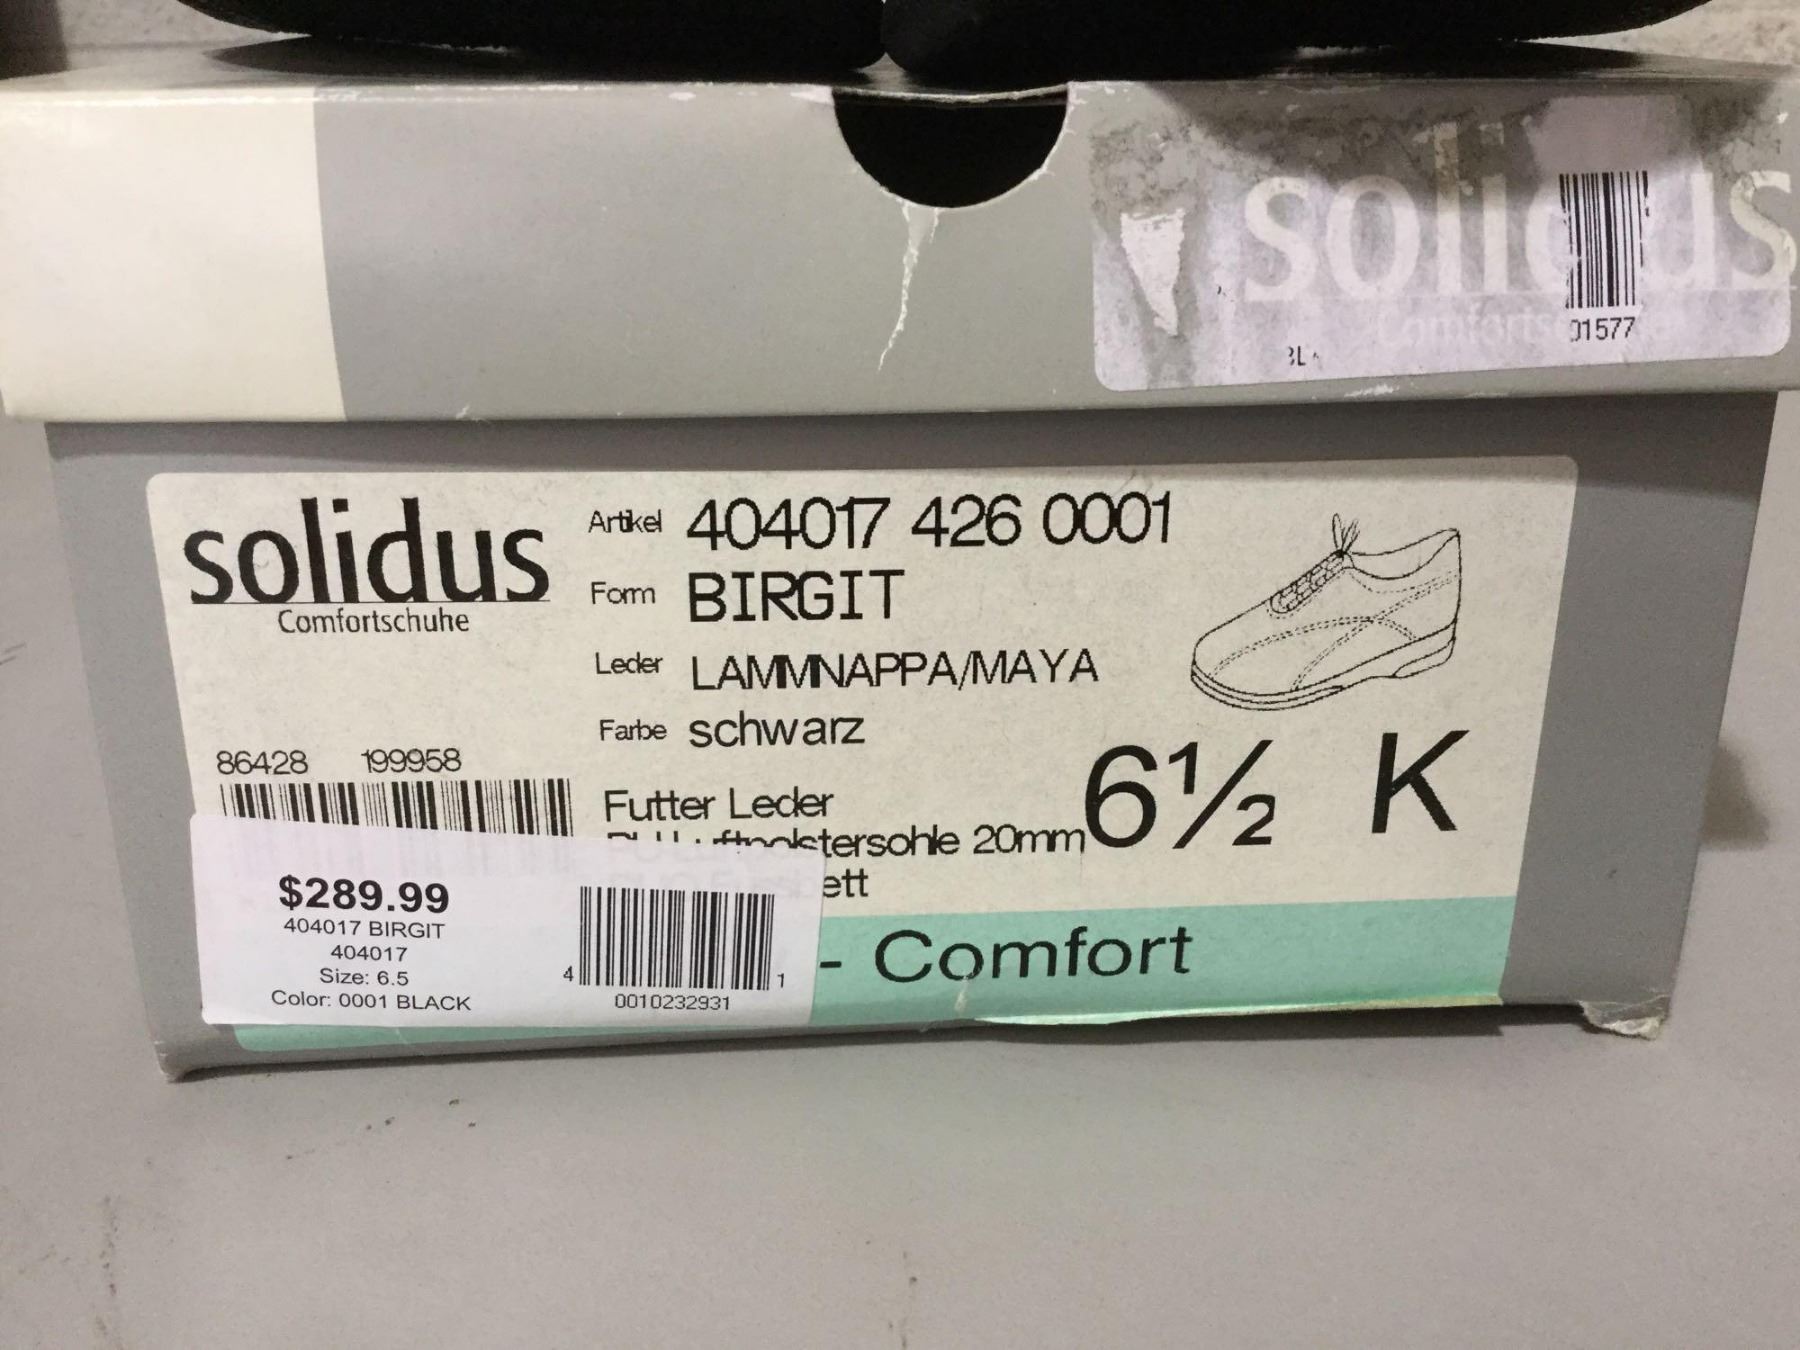 solidus
01577
solidus
Comfortschuhe
Artikel 404017 426 0001
Form BIRGIT
Leder LAMMNAPPA/MAYA
Farbe schwarz
86428 199958
6½ K
Futter Leder
20mm
- Comfort
$289.99
404017 BIRGIT
404017
Size: 6.5
Color: 0001 BLACK
4 1
0010232931